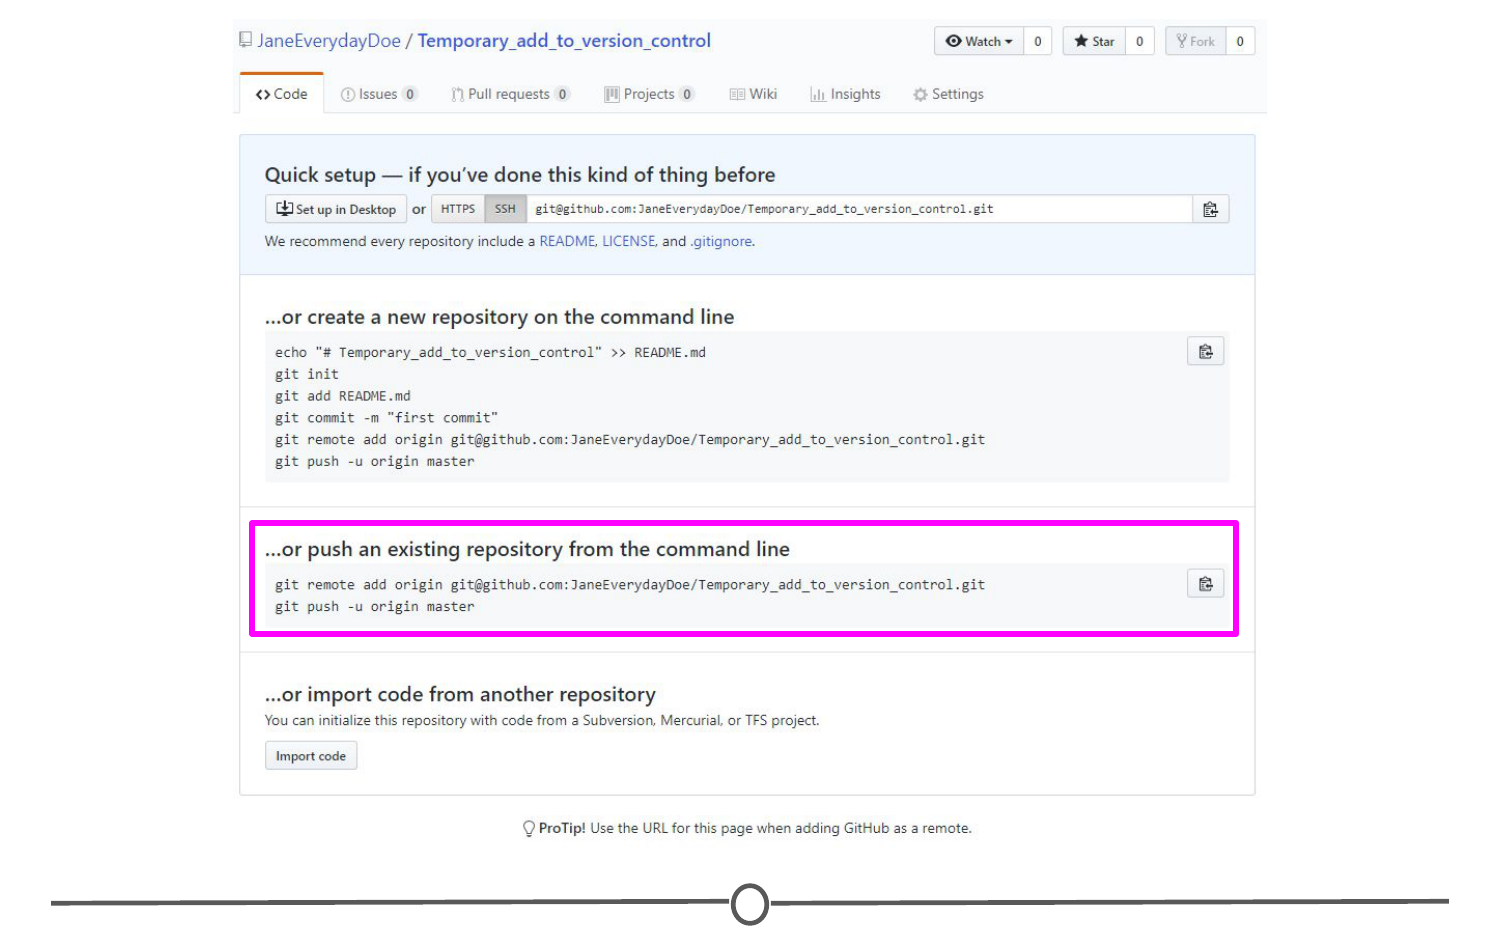 JaneEverydayDoe / Temporary_add_to_version_control
Watch 0 Star 0 Fork 0
Code Issues 0 Pull requests 0 Projects 0 Wiki Insights Settings
Quick setup — if you've done this kind of thing before
Set up in Desktop or HTTPS SSH git@github.com:JaneEverydayDoe/Temporary_add_to_version_control.git
We recommend every repository include a README, LICENSE, and .gitignore.
...or create a new repository on the command line
echo "# Temporary_add_to_version_control" >> README.md
git init
git add README.md
git commit -m "first commit"
git remote add origin git@github.com:JaneEverydayDoe/Temporary_add_to_version_control.git
git push -u origin master
...or push an existing repository from the command line
git remote add origin git@github.com:JaneEverydayDoe/Temporary_add_to_version_control.git
git push -u origin master
...or import code from another repository
You can initialize this repository with code from a Subversion, Mercurial, or TFS project.
Import code
ProTip! Use the URL for this page when adding GitHub as a remote.